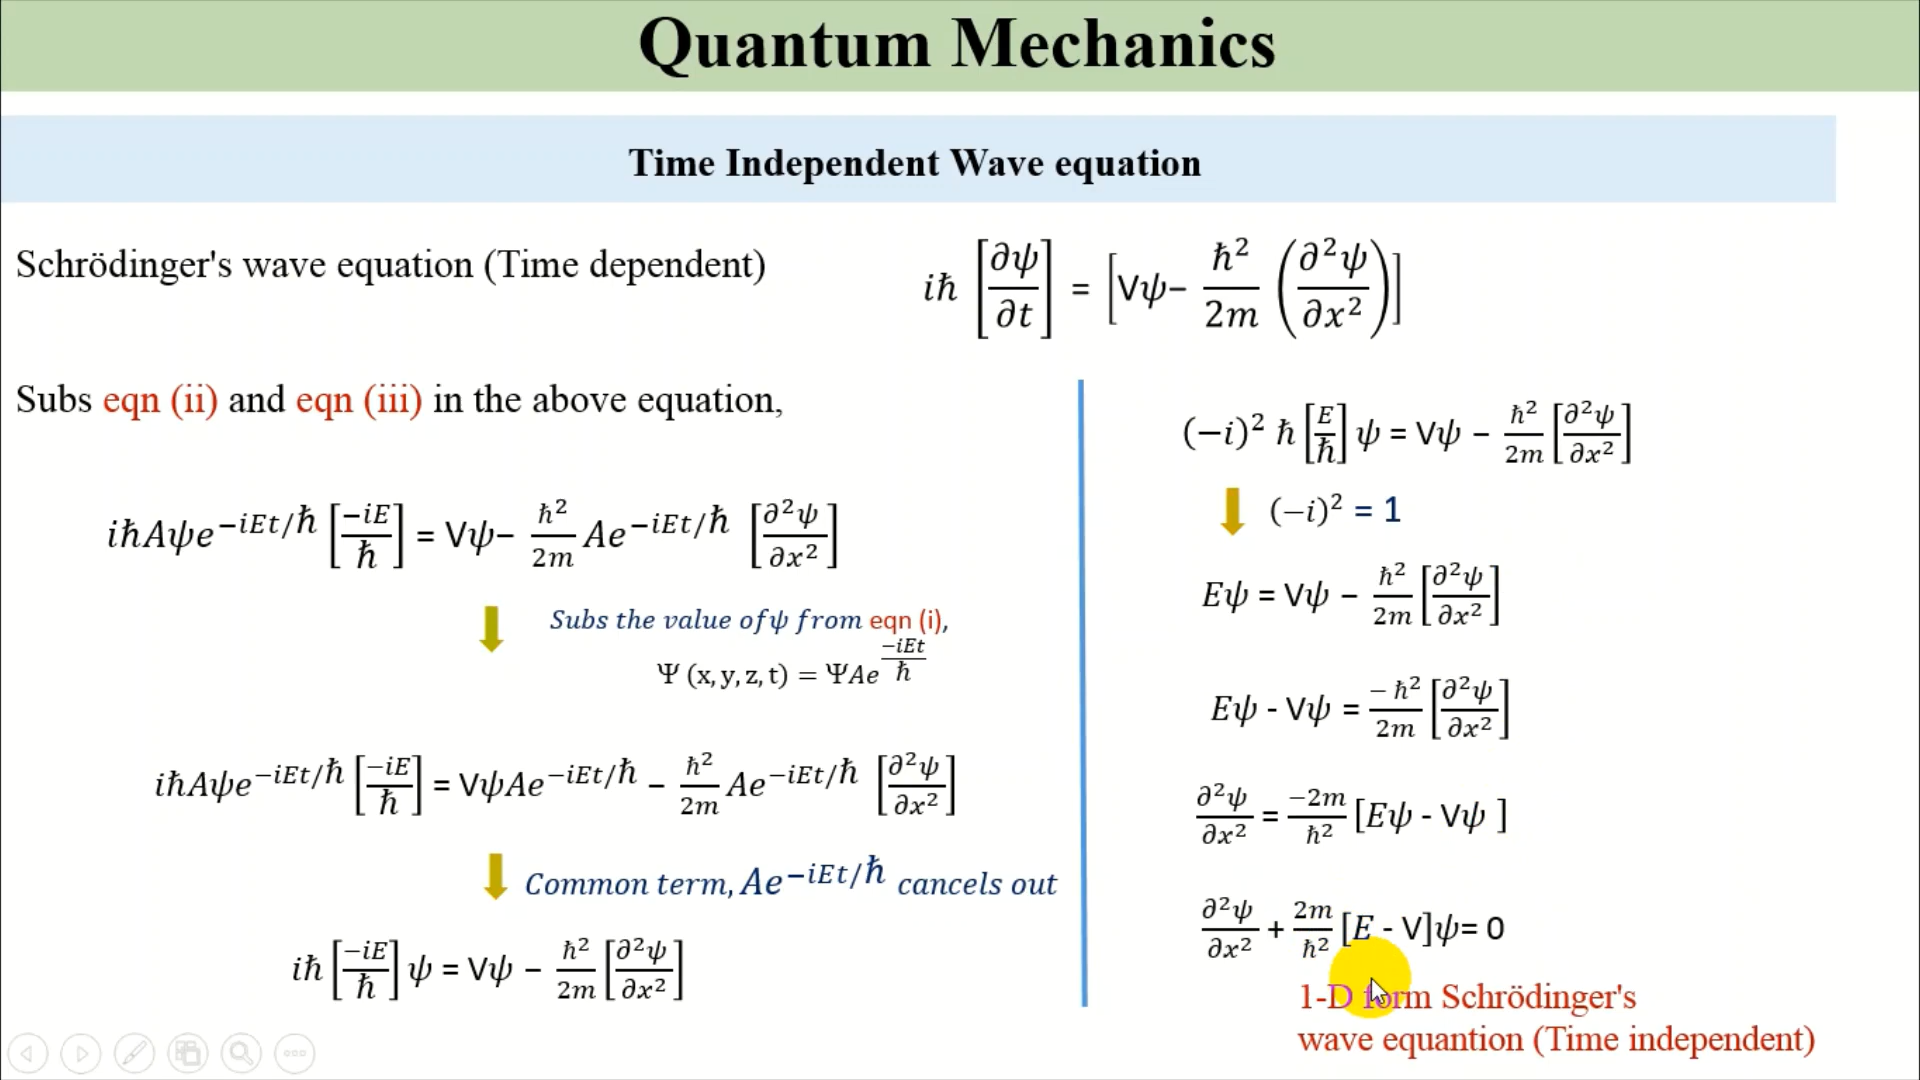 Quantum Mechanics
Time Independent Wave equation
Schrödinger's wave equation (Time dependent)
iħ [∂ψ/∂t] = [Vψ– ħ²/2m (∂²ψ/∂x²)]
Subs eqn (ii) and eqn (iii) in the above equation,
iħAψe^−iEt/ħ [−iE/ħ] = Vψ– ħ²/2m Ae^−iEt/ħ [∂²ψ/∂x²]
Subs the value ofψ from eqn (i),
Ψ (x, y, z, t) = ΨAe^−iEt/ħ
iħAψe^−iEt/ħ [−iE/ħ] = VψAe^−iEt/ħ – ħ²/2m Ae^−iEt/ħ [∂²ψ/∂x²]
Common term, Ae^−iEt/ħ cancels out
iħ [−iE/ħ] ψ = Vψ – ħ²/2m [∂²ψ/∂x²]
(−i)² ħ [E/ħ] ψ = Vψ – ħ²/2m [∂²ψ/∂x²]
(−i)² = 1
Eψ = Vψ – ħ²/2m [∂²ψ/∂x²]
Eψ - Vψ = − ħ²/2m [∂²ψ/∂x²]
∂²ψ/∂x² = −2m/ħ² [Eψ - Vψ ]
∂²ψ/∂x² + 2m/ħ² [E - V]ψ= 0
1-D form Schrödinger's
wave equantion (Time independent)